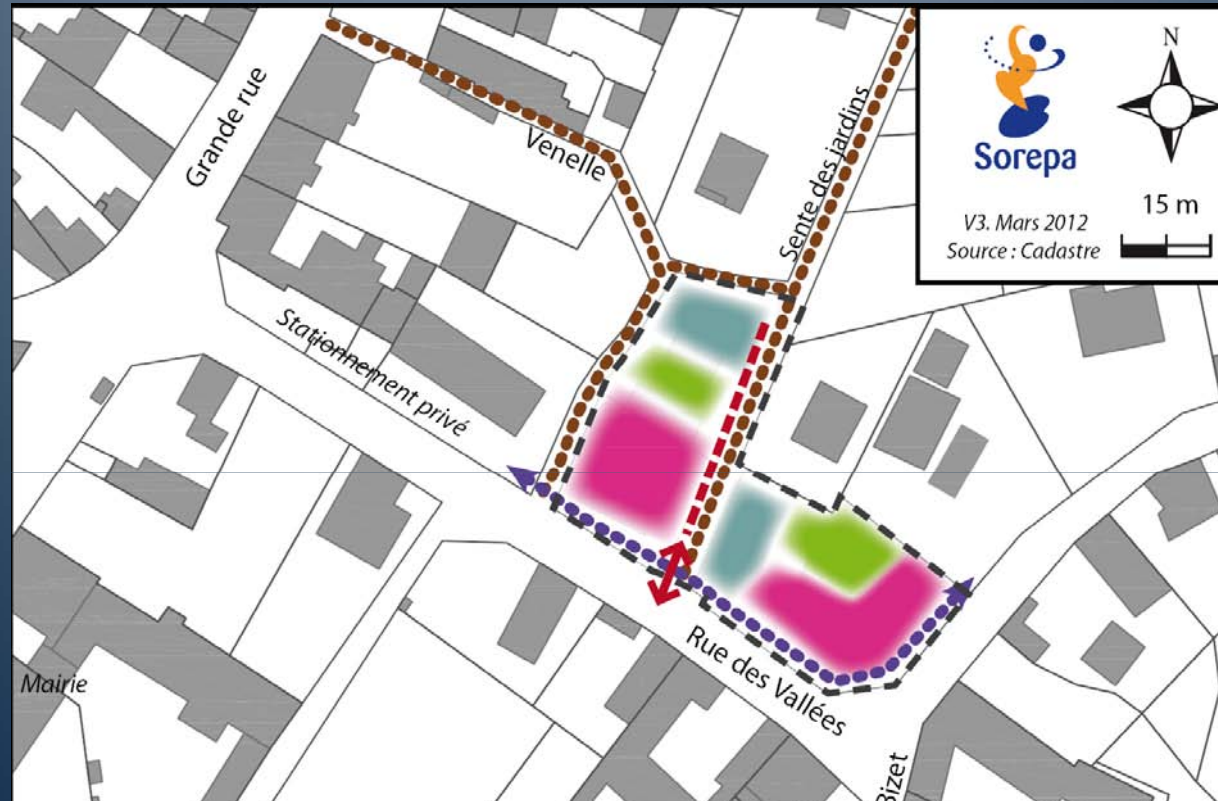 Grande rue
Venelle
Sente des jardins
Sorepa
N
V3. Mars 2012
Source : Cadastre
15 m
Stationnement privé
Mairie
Rue des Vallées
Bizet